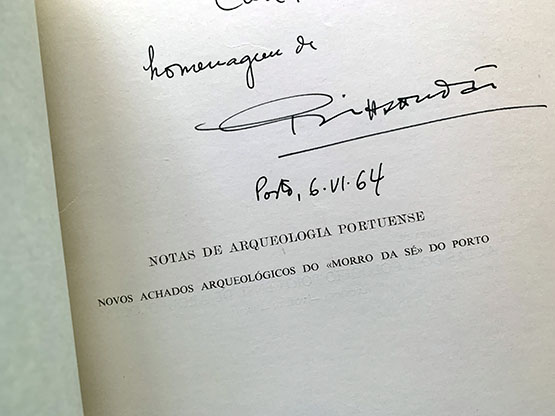 homenagem de
Porto, 6.VI.64
NOTAS DE ARQUEOLOGIA PORTUENSE
NOVOS ACHADOS ARQUEOLÓGICOS DO «MORRO DA SÉ» DO PORTO